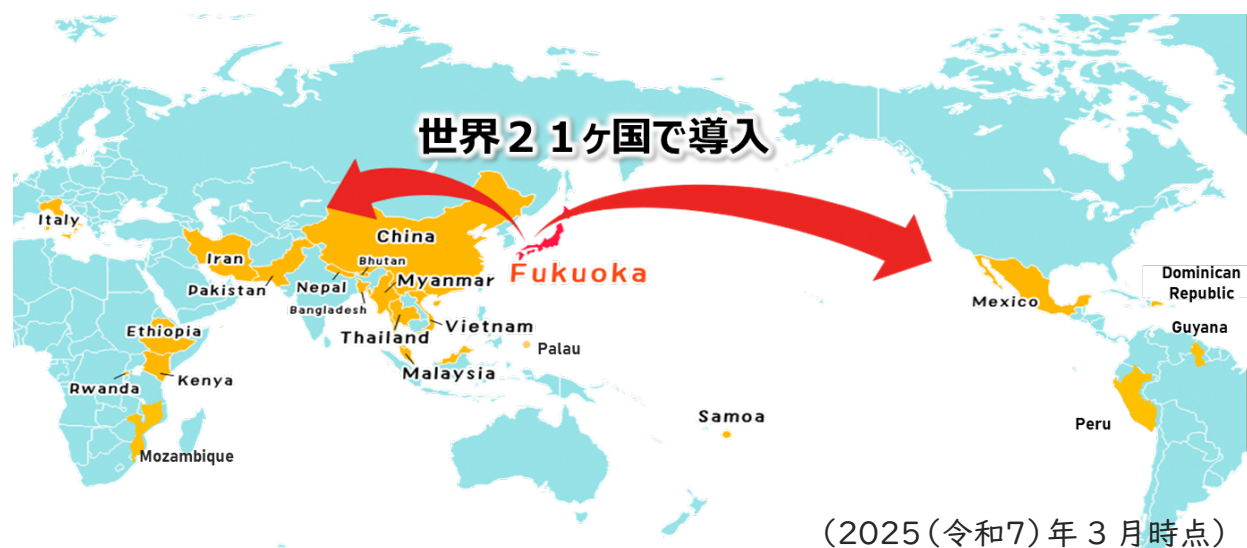 世界２１ヶ国で導入
Italy
China
Iran
Bhutan
Fukuoka
Pakistan
Nepal
Myanmar
Bangladesh
Dominican
Republic
Mexico
Ethiopia
Thailand
Vietnam
Guyana
Palau
Rwanda
Kenya
Malaysia
Samoa
Peru
Mozambique
（2025（令和7）年 3 月時点）